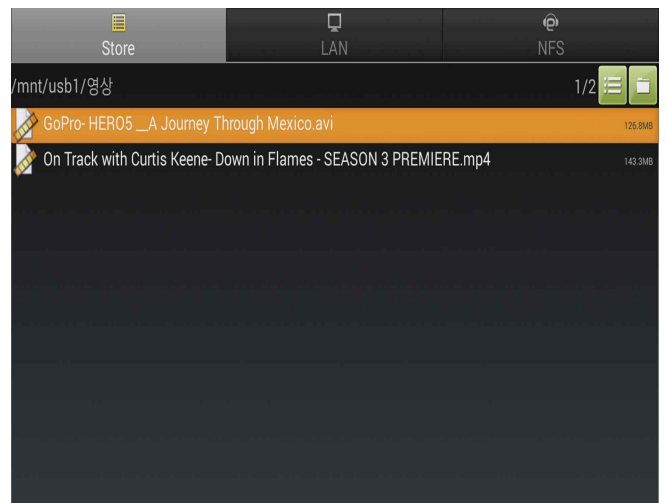 Store
LAN
NFS
/mnt/usb1/영상
1/2
GoPro- HERO5 __A Journey Through Mexico.avi
126.8MB
On Track with Curtis Keene- Down in Flames - SEASON 3 PREMIERE.mp4
143.3MB